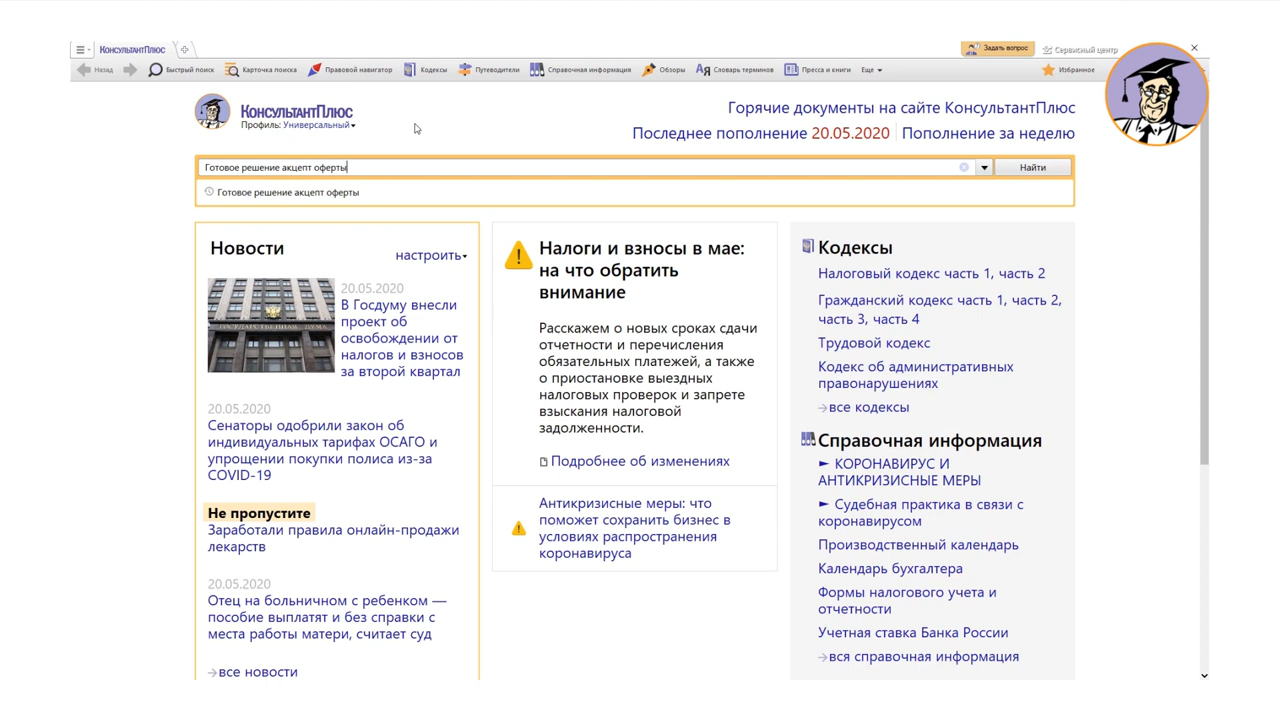 КонсультантПлюс
Задать вопрос
Сервисный центр
Назад
Быстрый поиск
Карточка поиска
Правовой навигатор
Кодексы
Путеводители
Справочная информация
Обзоры
Словарь терминов
Пресса и книги
Еще
Избранное
КонсультантПлюс
Профиль: Универсальный
Горячие документы на сайте КонсультантПлюс
Последнее пополнение 20.05.2020
Пополнение за неделю
Готовое решение акцепт оферты
Найти
Готовое решение акцепт оферты
Новости
настроить
20.05.2020
В Госдуму внесли
проект об
освобождении от
налогов и взносов
за второй квартал
ГОСУДАРСТВЕННАЯ ДУМА
20.05.2020
Сенаторы одобрили закон об
индивидуальных тарифах ОСАГО и
упрощении покупки полиса из-за
COVID-19
Не пропустите
Заработали правила онлайн-продажи
лекарств
20.05.2020
Отец на больничном с ребенком —
пособие выплатят и без справки с
места работы матери, считает суд
все новости
Налоги и взносы в мае:
на что обратить
внимание
Расскажем о новых сроках сдачи
отчетности и перечисления
обязательных платежей, а также
о приостановке выездных
налоговых проверок и запрете
взыскания налоговой
задолженности.
Подробнее об изменениях
Антикризисные меры: что
поможет сохранить бизнес в
условиях распространения
коронавируса
Кодексы
Налоговый кодекс часть 1, часть 2
Гражданский кодекс часть 1, часть 2,
часть 3, часть 4
Трудовой кодекс
Кодекс об административных
правонарушениях
все кодексы
Справочная информация
► КОРОНАВИРУС И
АНТИКРИЗИСНЫЕ МЕРЫ
► Судебная практика в связи с
коронавирусом
Производственный календарь
Календарь бухгалтера
Формы налогового учета и
отчетности
Учетная ставка Банка России
вся справочная информация